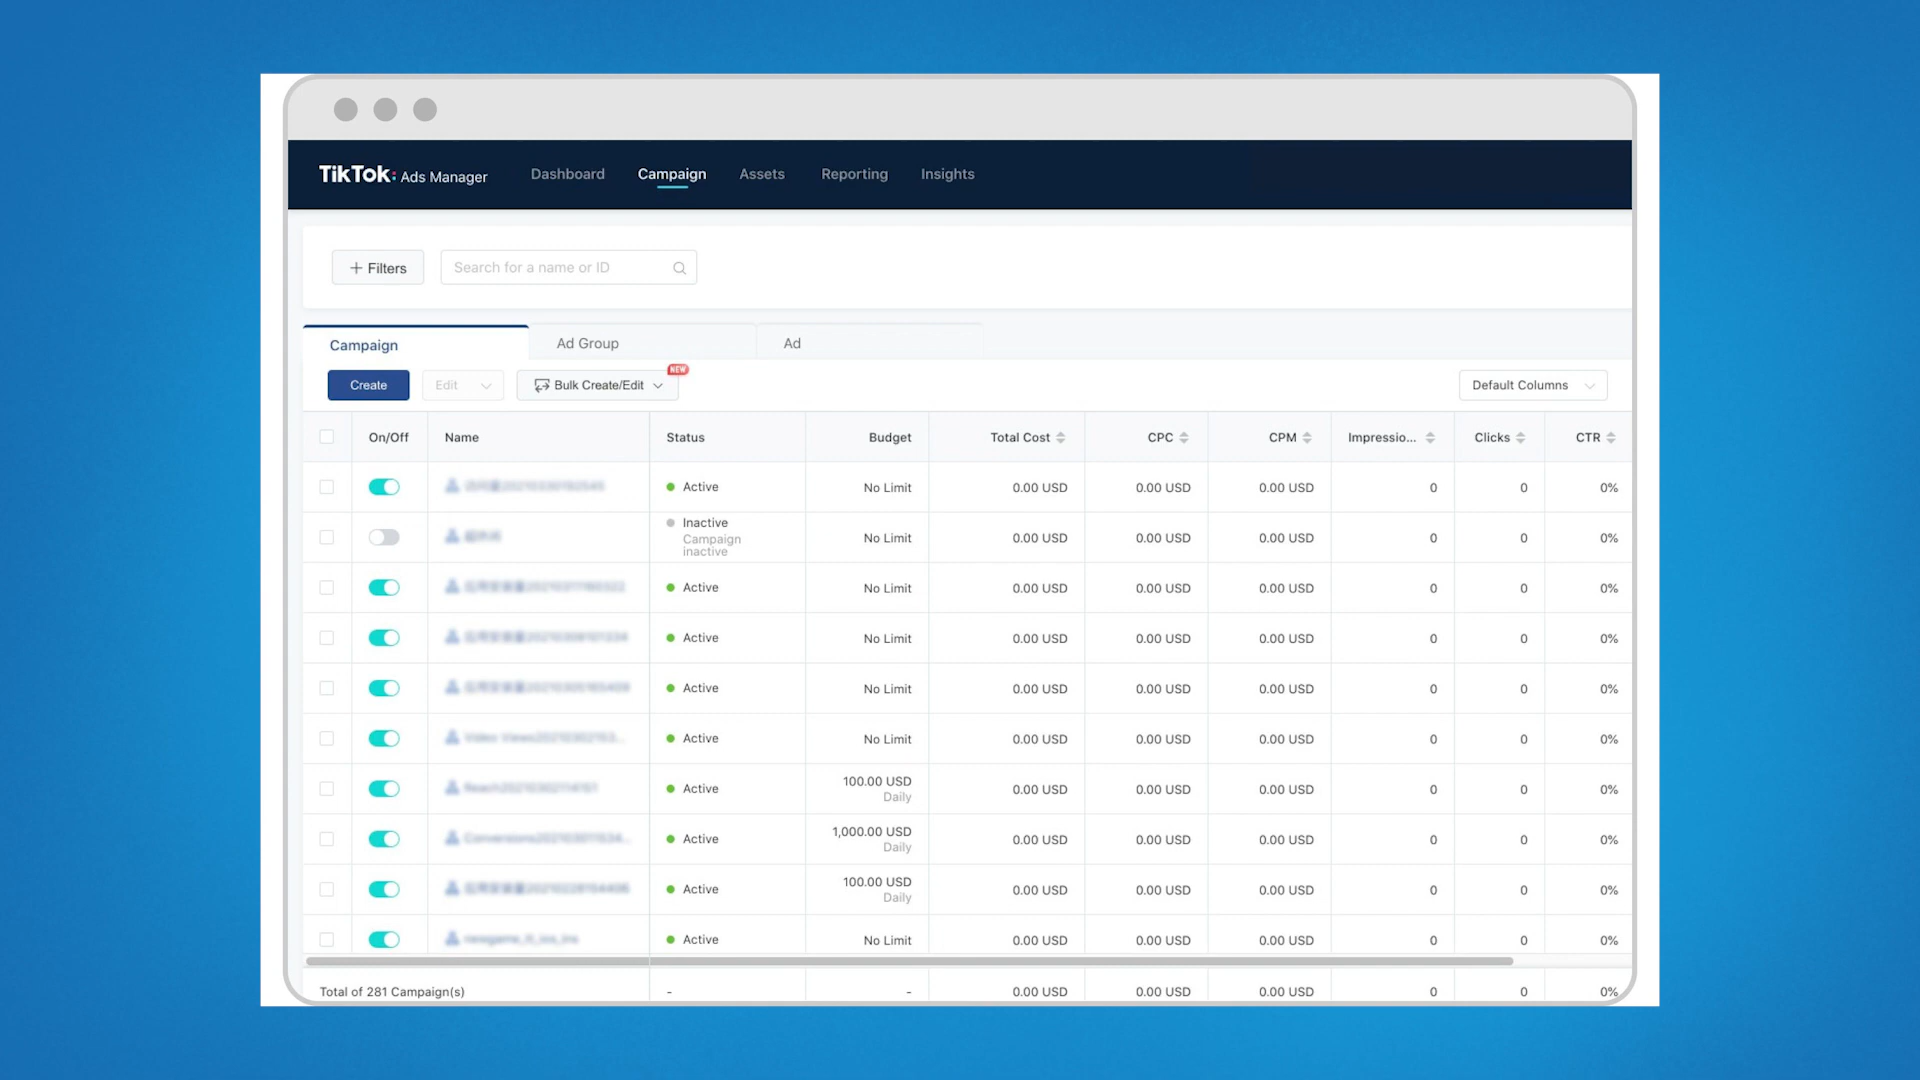 TikTok: Ads Manager Dashboard Campaign Assets Reporting Insights
+ Filters Search for a name or ID
Campaign Ad Group Ad
Create Edit Bulk Create/Edit NEW Default Columns
On/Off Name Status Budget Total Cost CPC CPM Impressio... Clicks CTR
Active No Limit 0.00 USD 0.00 USD 0.00 USD 0 0 0%
Inactive
Campaign
inactive
No Limit 0.00 USD 0.00 USD 0.00 USD 0 0 0%
Active No Limit 0.00 USD 0.00 USD 0.00 USD 0 0 0%
Active No Limit 0.00 USD 0.00 USD 0.00 USD 0 0 0%
Active No Limit 0.00 USD 0.00 USD 0.00 USD 0 0 0%
Active No Limit 0.00 USD 0.00 USD 0.00 USD 0 0 0%
Active 100.00 USD 0.00 USD 0.00 USD 0.00 USD 0 0 0%
Daily
Active 1,000.00 USD 0.00 USD 0.00 USD 0.00 USD 0 0 0%
Daily
Active 100.00 USD 0.00 USD 0.00 USD 0.00 USD 0 0 0%
Daily
Active No Limit 0.00 USD 0.00 USD 0.00 USD 0 0 0%
Total of 281 Campaign(s) - - 0.00 USD 0.00 USD 0.00 USD 0 0 0%